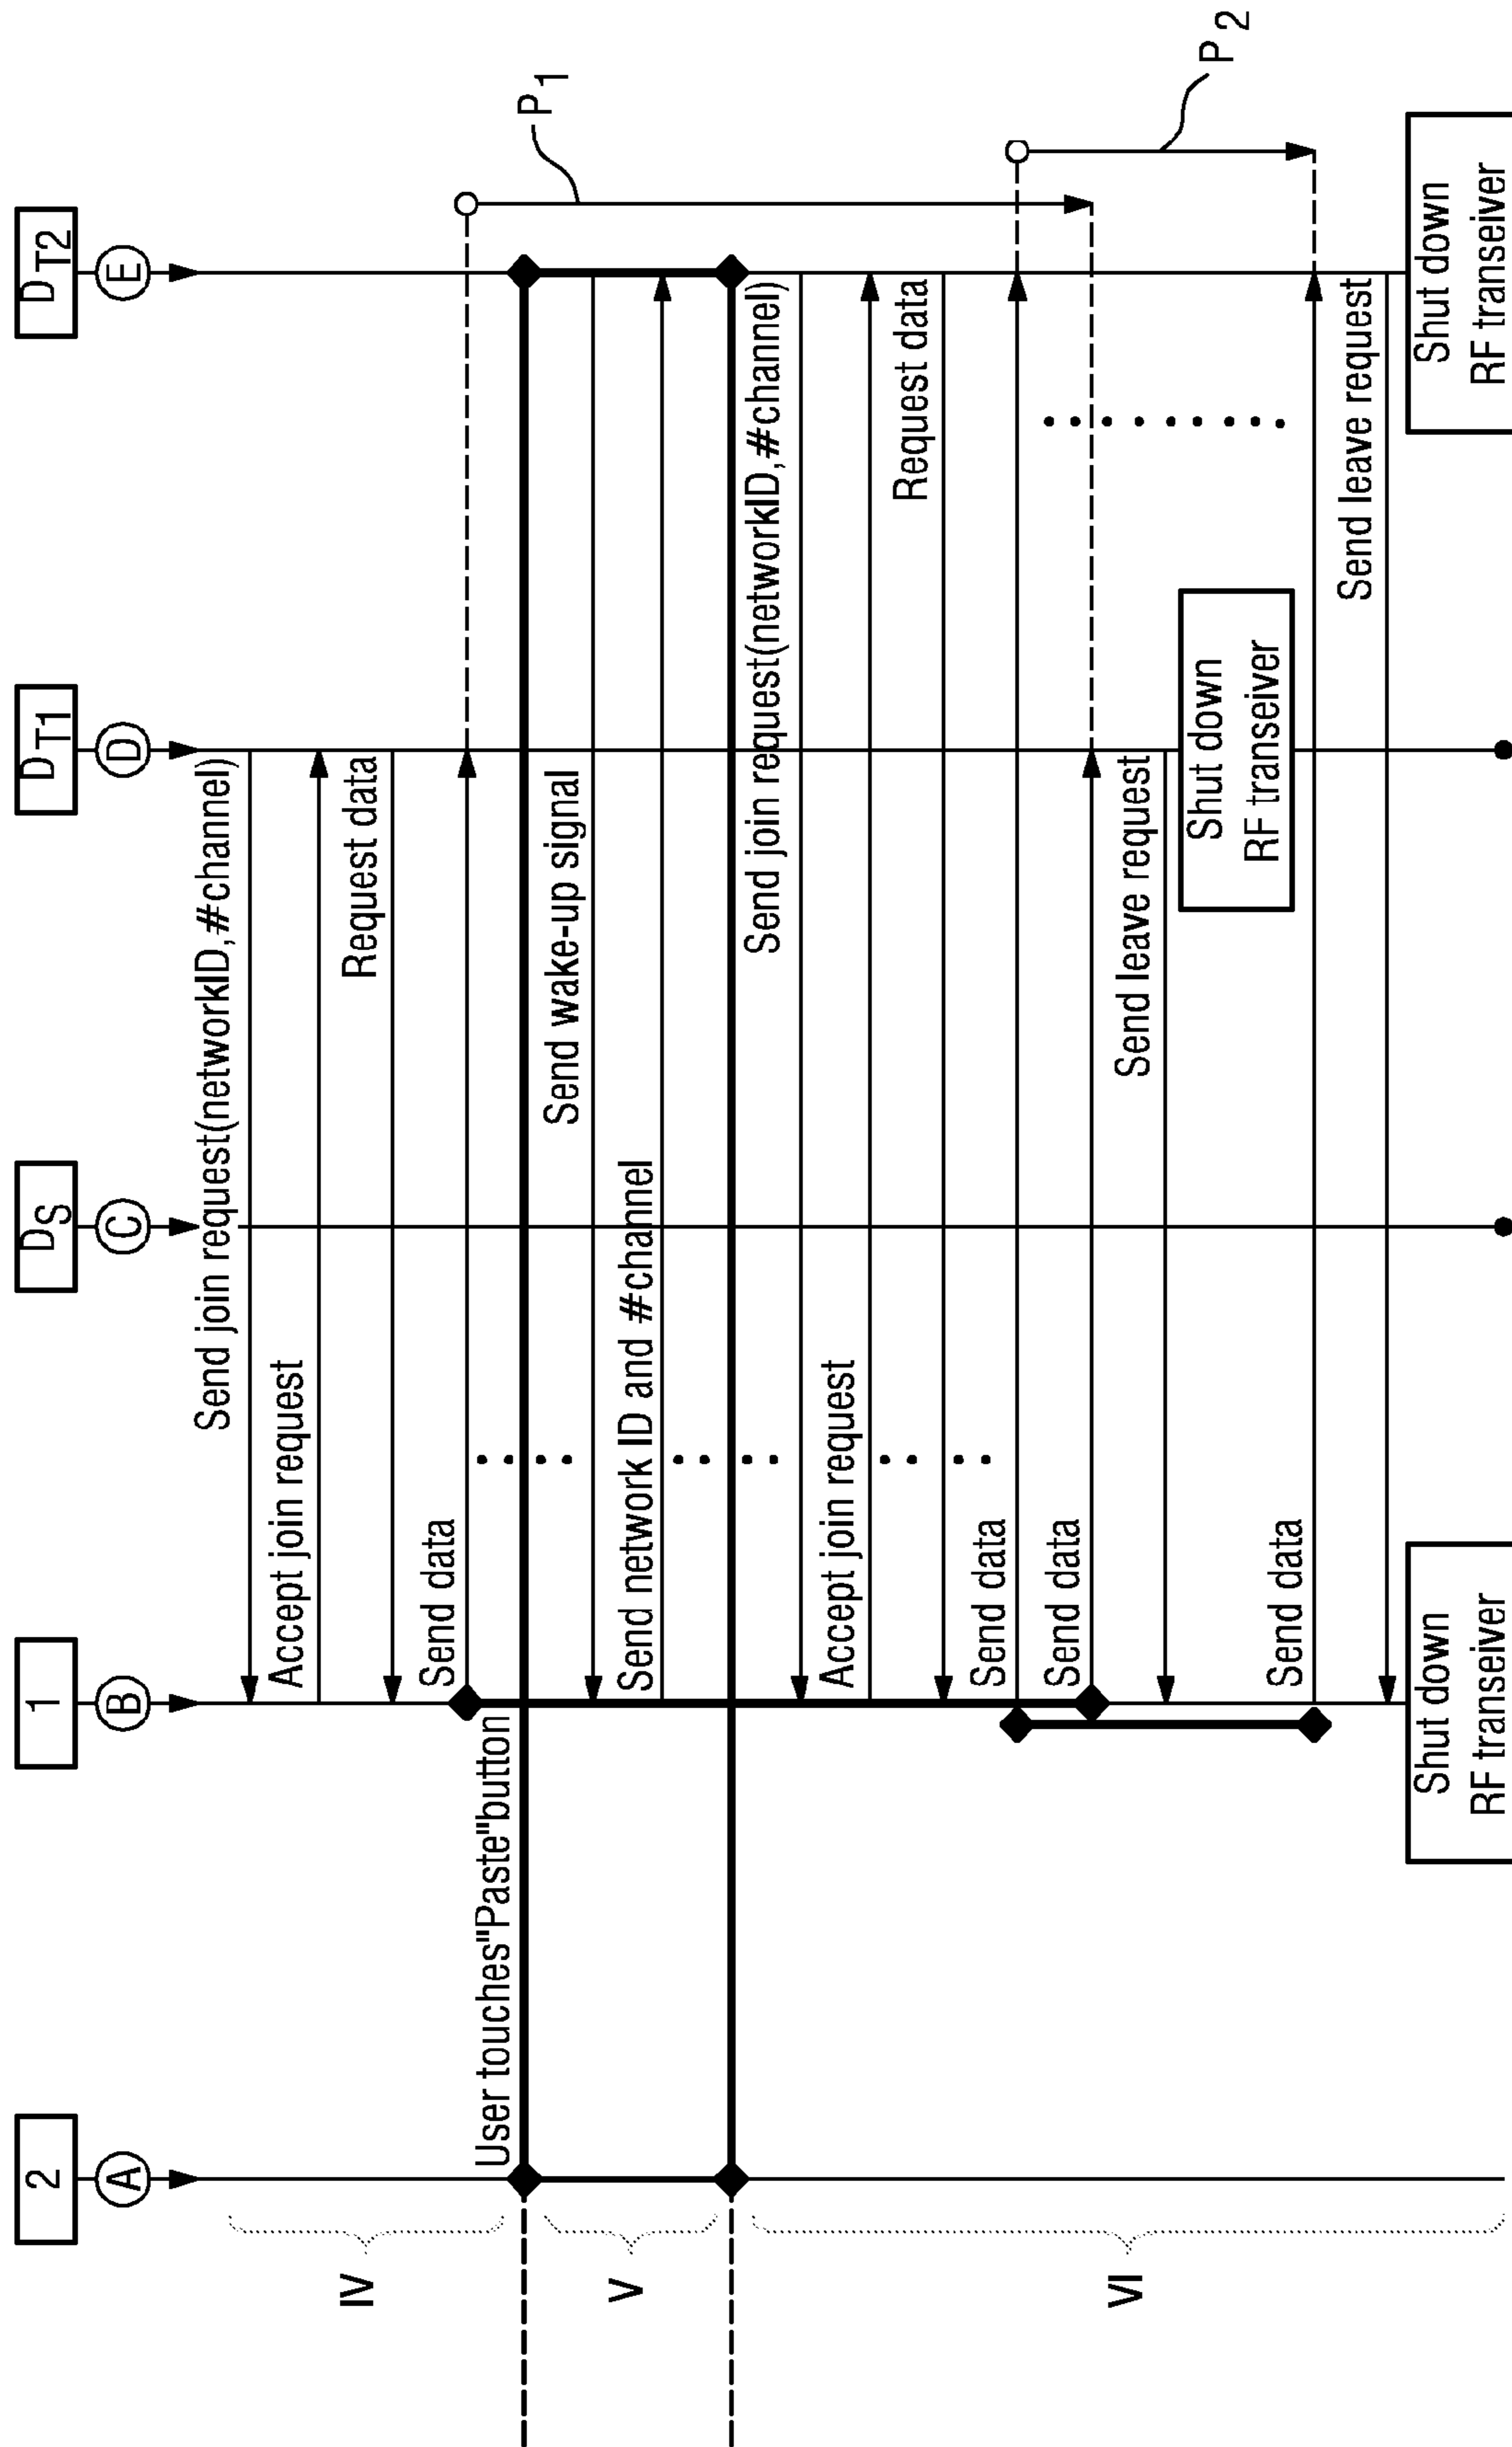 2
1
DS
DT1
DT2
A
B
C
D
E
IV
Send join request(networkID,#channel)
Accept join request
Request data
Send data
P1
User touches"Paste"button
V
Send wake-up signal
Send network ID and #channel
VI
Send join request(networkID,#channel)
Accept join request
Request data
Send data
P2
Send data
Send leave request
Shut down
RF transeiver
Send data
Send leave request
Shut down
RF transeiver
Shut down
RF transeiver